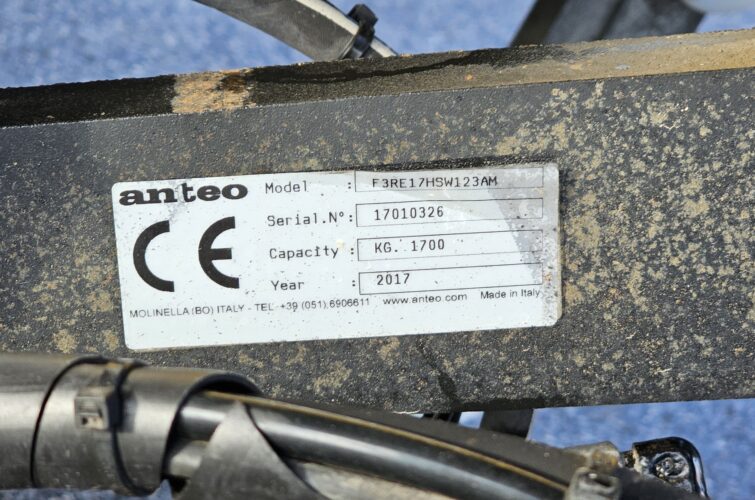 anteo
Model : F3RE17HSW123AM
Serial.N°: 17010326
CE
Capacity : KG. 1700
Year : 2017
MOLINELLA (BO) ITALY - TEL +39 (051).6906611 www.anteo.com Made in Italy